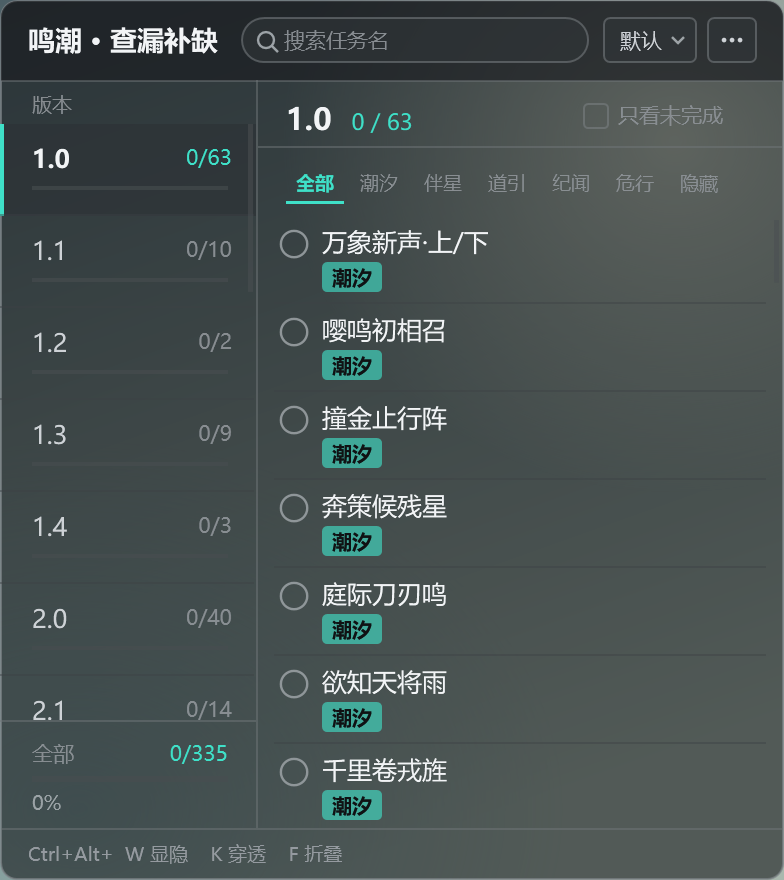 鸣潮 • 查漏补缺 搜索任务名 默认 •••
版本
1.0 0/63
1.1 0/10
1.2 0/2
1.3 0/9
1.4 0/3
2.0 0/40
2.1 0/14
全部 0/335
0%
1.0 0 / 63 只看未完成
全部 潮汐 伴星 道引 纪闻 危行 隐藏
万象新声·上/下
潮汐
嘤鸣初相召
潮汐
撞金止行阵
潮汐
奔策候残星
潮汐
庭际刀刃鸣
潮汐
欲知天将雨
潮汐
千里卷戎旌
潮汐
Ctrl+Alt+ W 显隐 K 穿透 F 折叠